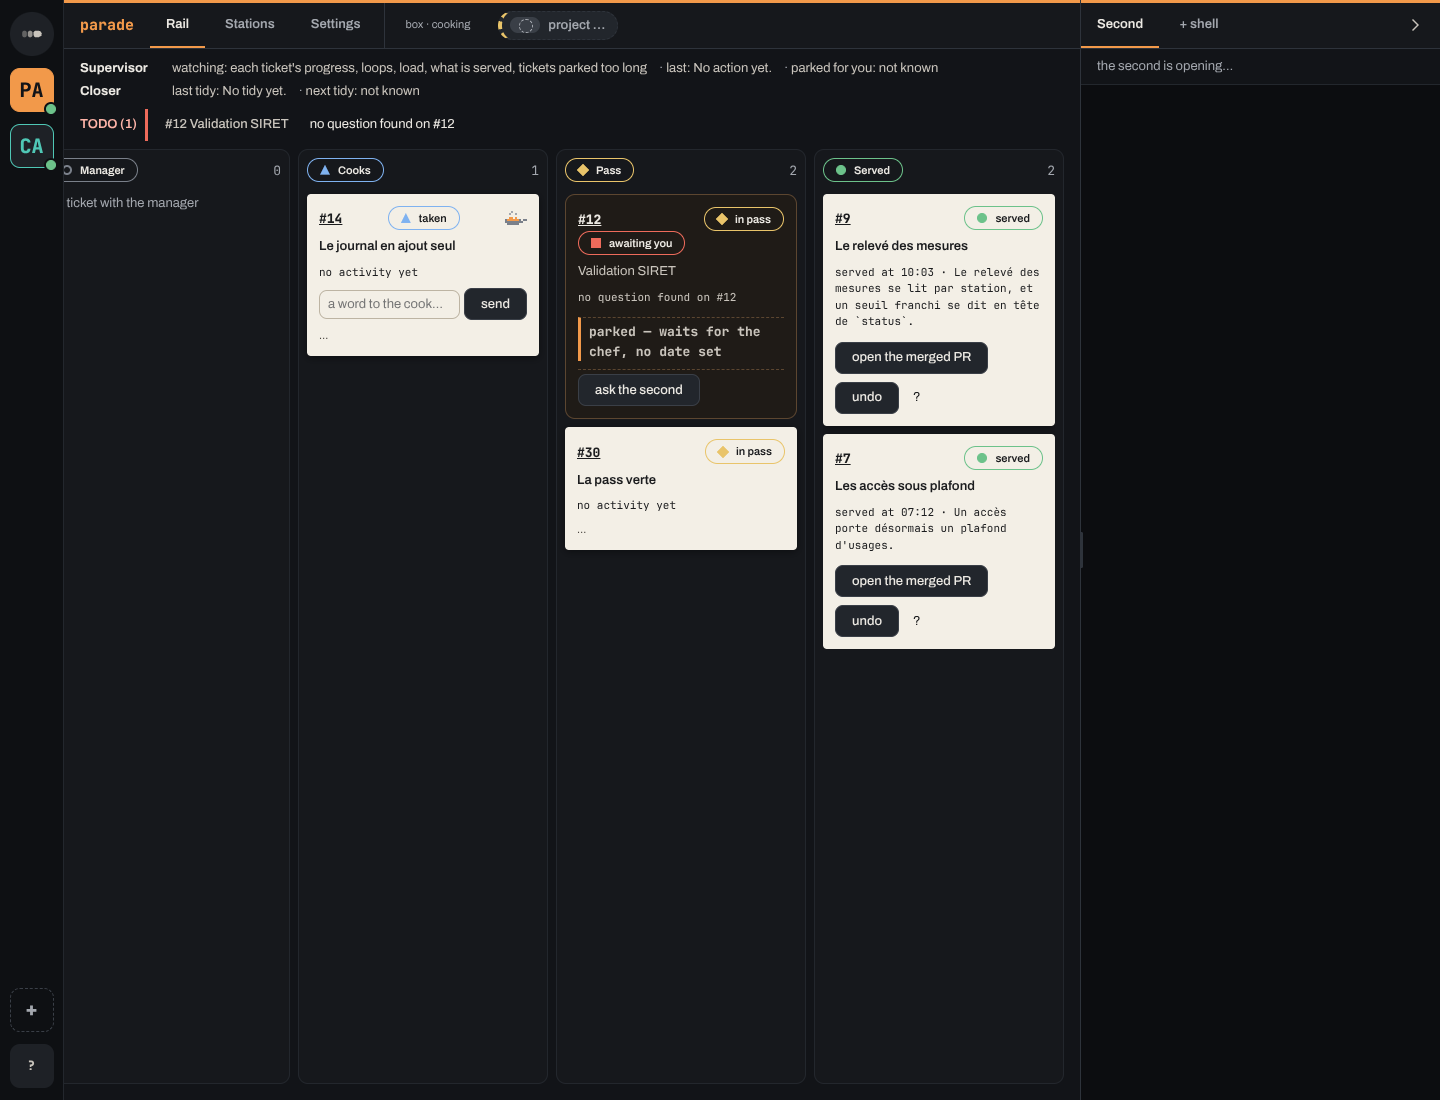 parade
Rail
Stations
Settings
box · cooking
project ...
Second
+ shell
PA
CA
Supervisor
watching: each ticket's progress, loops, load, what is served, tickets parked too long · last: No action yet. · parked for you: not known
Closer
last tidy: No tidy yet. · next tidy: not known
TODO (1)
#12 Validation SIRET
no question found on #12
the second is opening...
Manager
0
ticket with the manager
Cooks
1
#14
taken
Le journal en ajout seul
no activity yet
a word to the cook...
send
...
Pass
2
#12
in pass
awaiting you
Validation SIRET
no question found on #12
parked — waits for the
chef, no date set
ask the second
#30
in pass
La pass verte
no activity yet
...
Served
2
#9
served
Le relevé des mesures
served at 10:03 · Le relevé des
mesures se lit par station, et
un seuil franchi se dit en tête
de `status`.
open the merged PR
undo
?
#7
served
Les accès sous plafond
served at 07:12 · Un accès
porte désormais un plafond
d'usages.
open the merged PR
undo
?
+
?